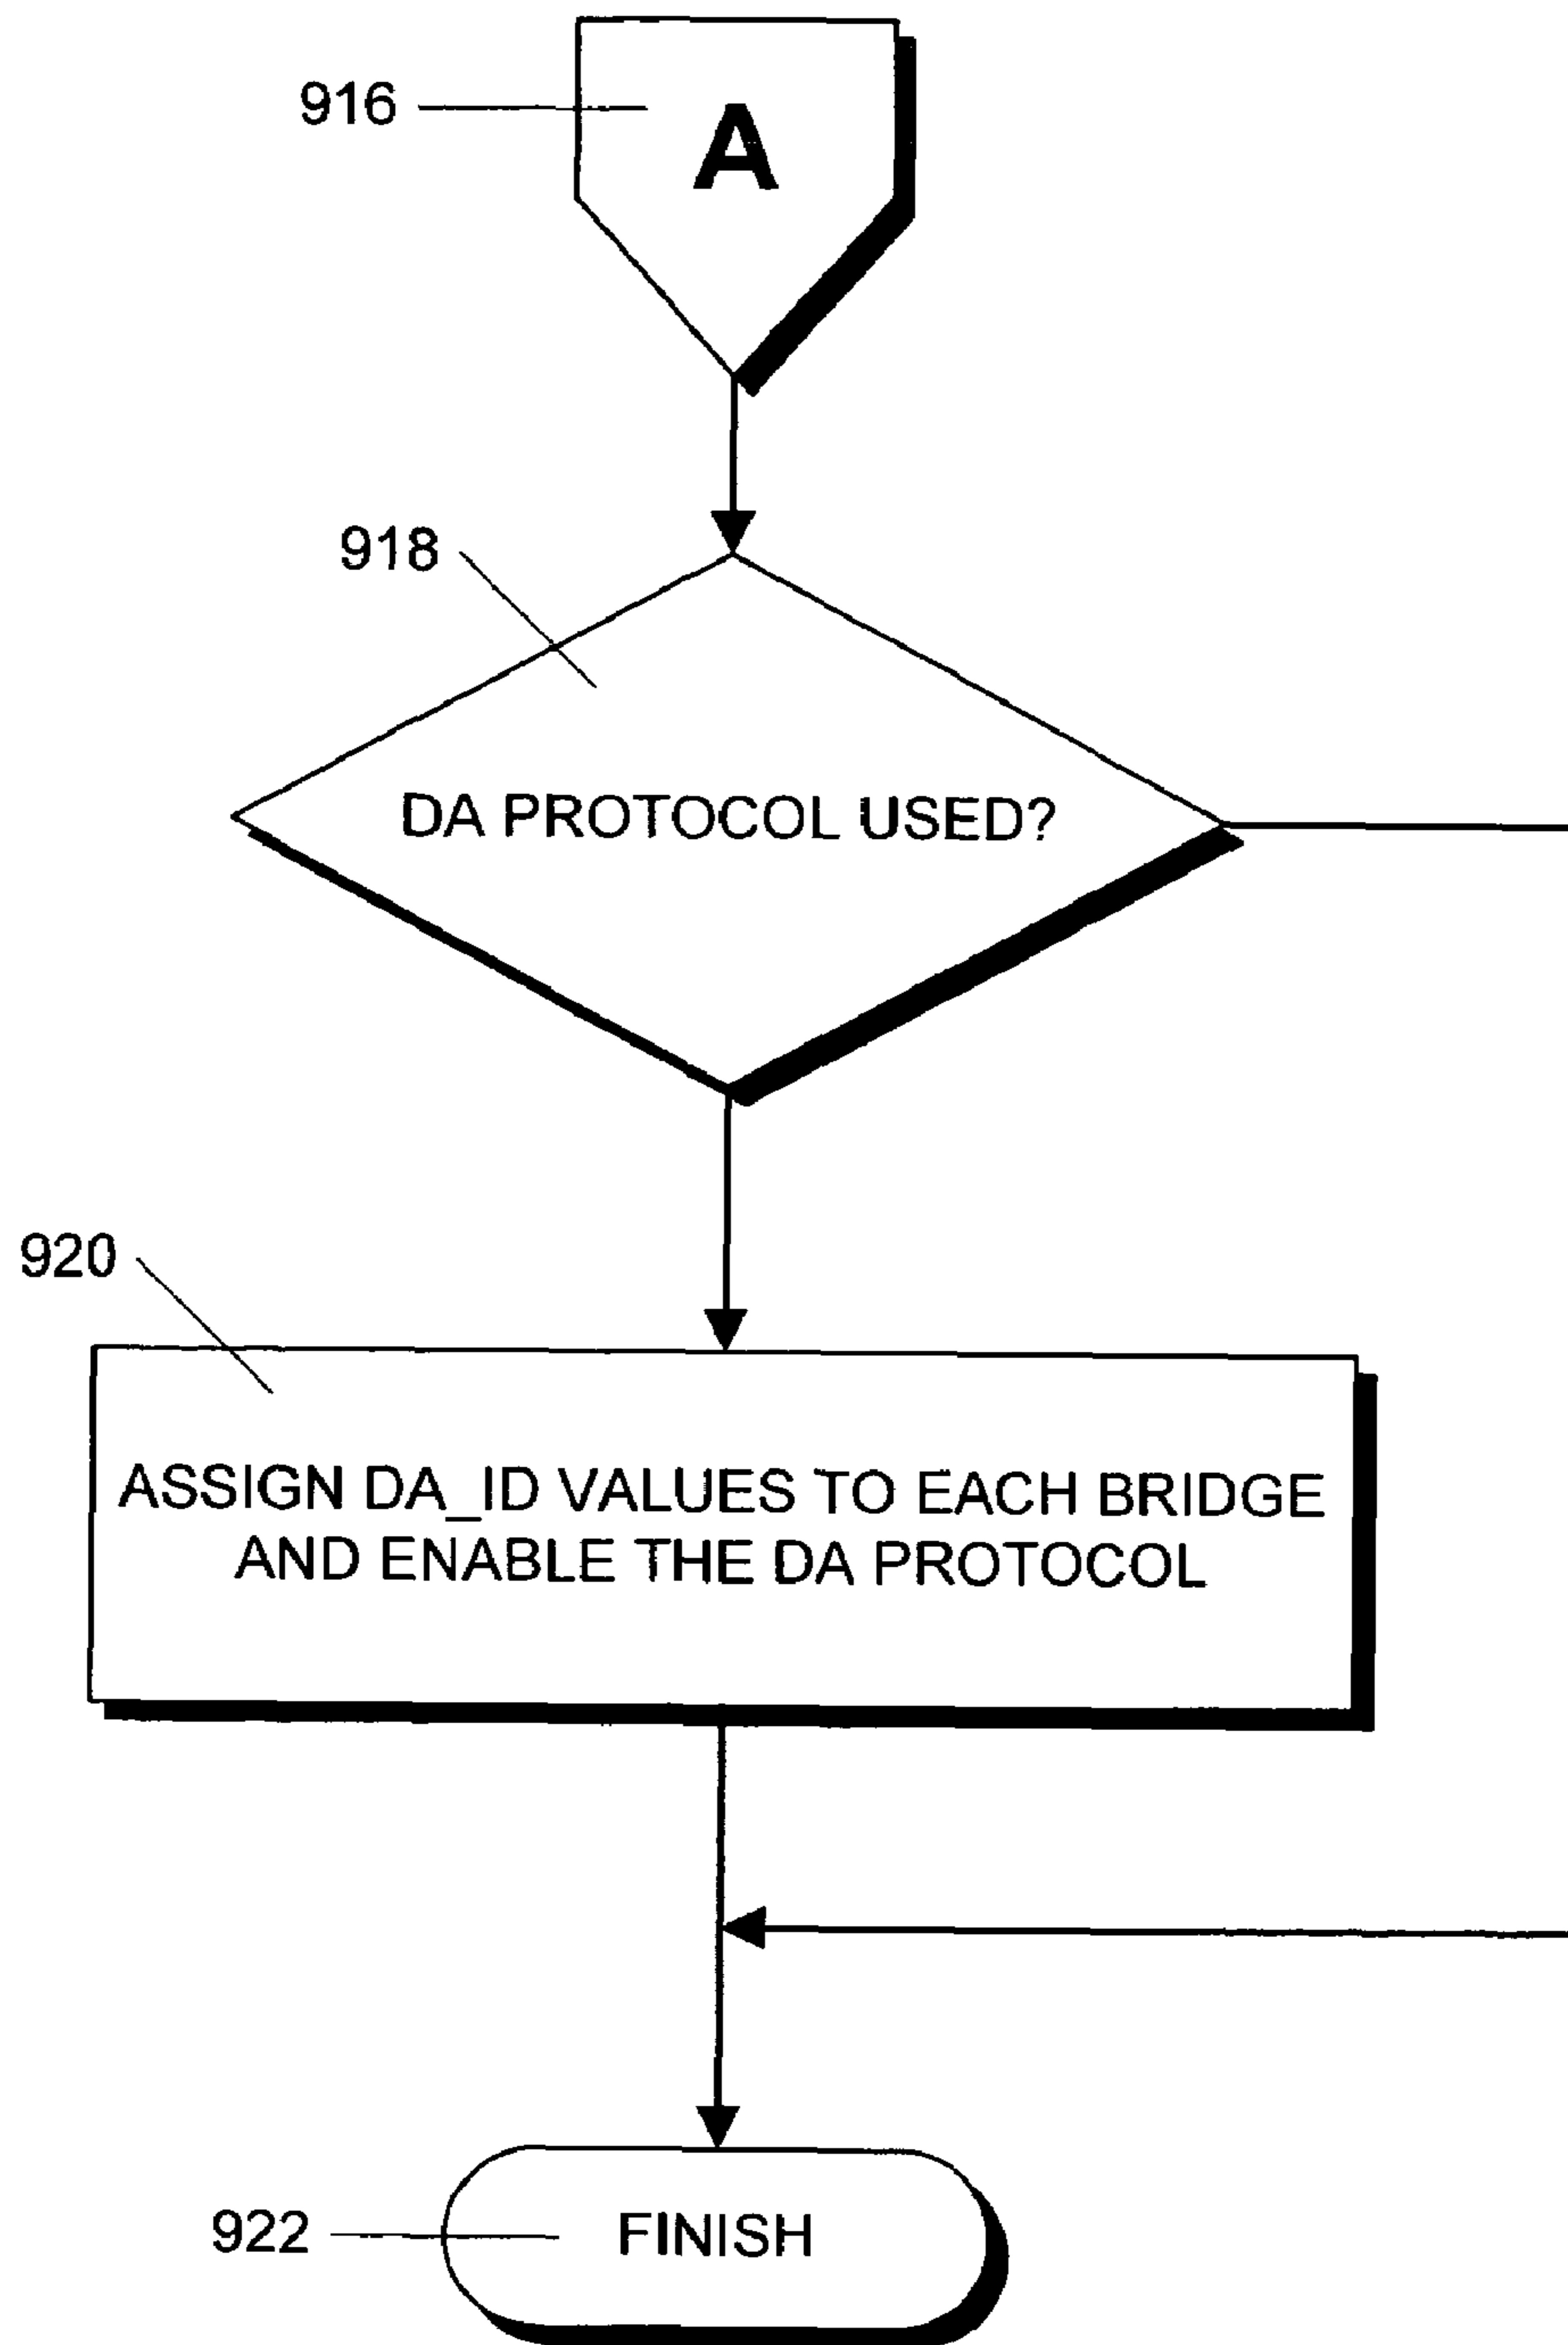 916
A
918
DA PROTOCOL USED?
920
ASSIGN DA_ID VALUES TO EACH BRIDGE
AND ENABLE THE DA PROTOCOL
922
FINISH